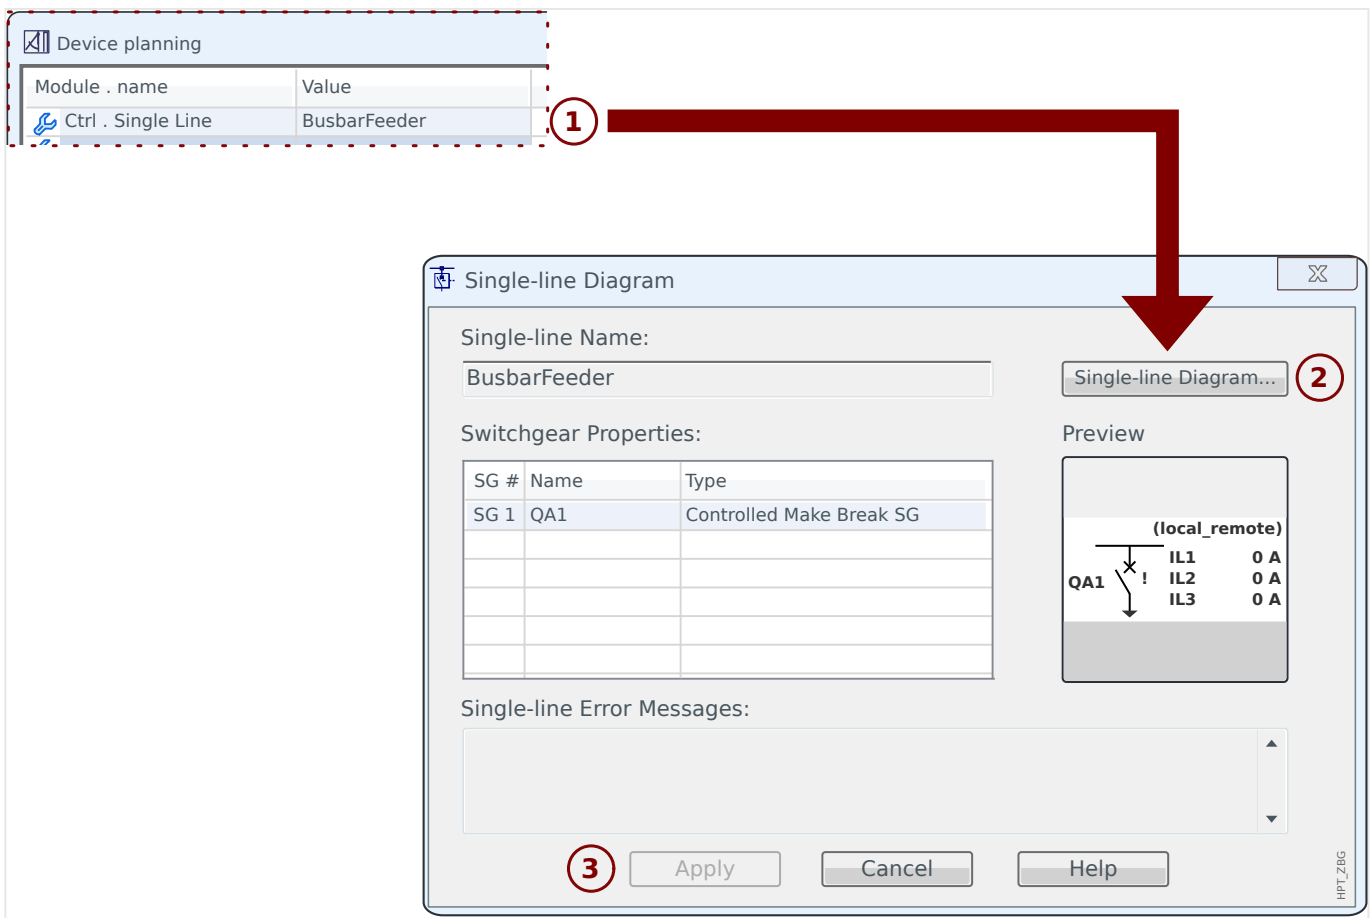 Device planning
Module . name Value
Ctrl . Single Line BusbarFeeder
1
Single-line Diagram
X
Single-line Name:
BusbarFeeder
Single-line Diagram...
2
Switchgear Properties:
Preview
SG # Name Type
SG 1 QA1 Controlled Make Break SG
(local_remote)
IL1 0 A
QA1 ! IL2 0 A
IL3 0 A
Single-line Error Messages:
3
Apply Cancel Help
HPT_ZBG